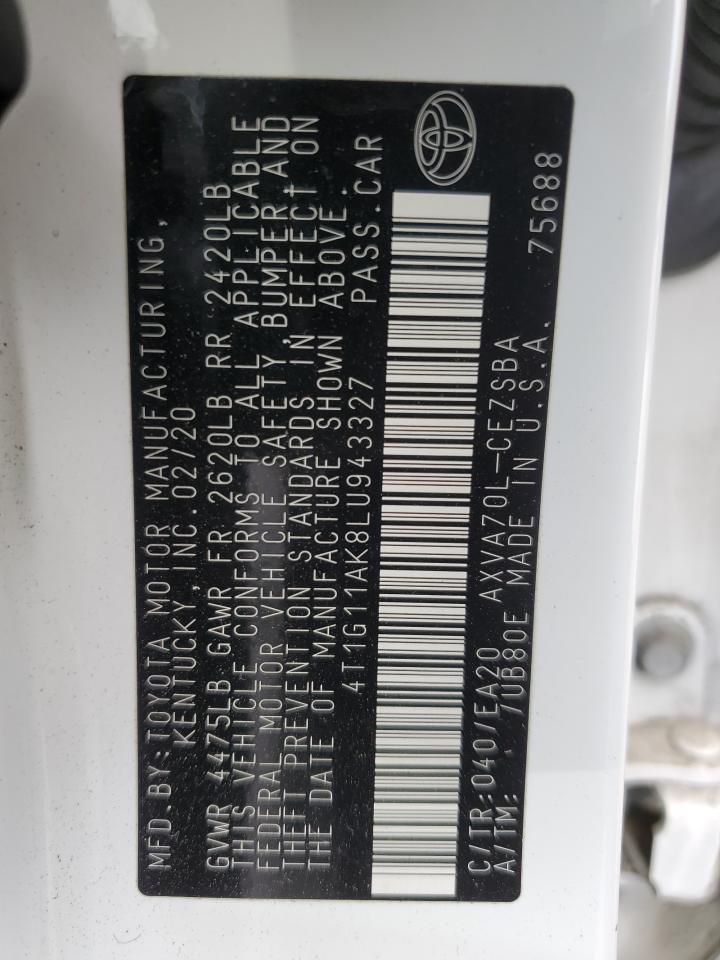 MFD.BY:TOYOTA MOTOR MANUFACTURING,
KENTUCKY, INC.02/20
GVWR 4475LB GAWR FR 2620LB RR 2420LB
THIS VEHICLE CONFORMS TO ALL APPLICABLE
FEDERAL MOTOR VEHICLE SAFETY, BUMPER, AND
THEFT PREVENTION STANDARDS IN EFFECT ON
THE DATE OF MANUFACTURE SHOWN ABOVE.
4T1G11AK8LU943327 PASS.CAR
C/TR:040/EA20 AXVA70L-CEZSBA
A/TM: -/UB80E MADE IN U.S.A. 75688